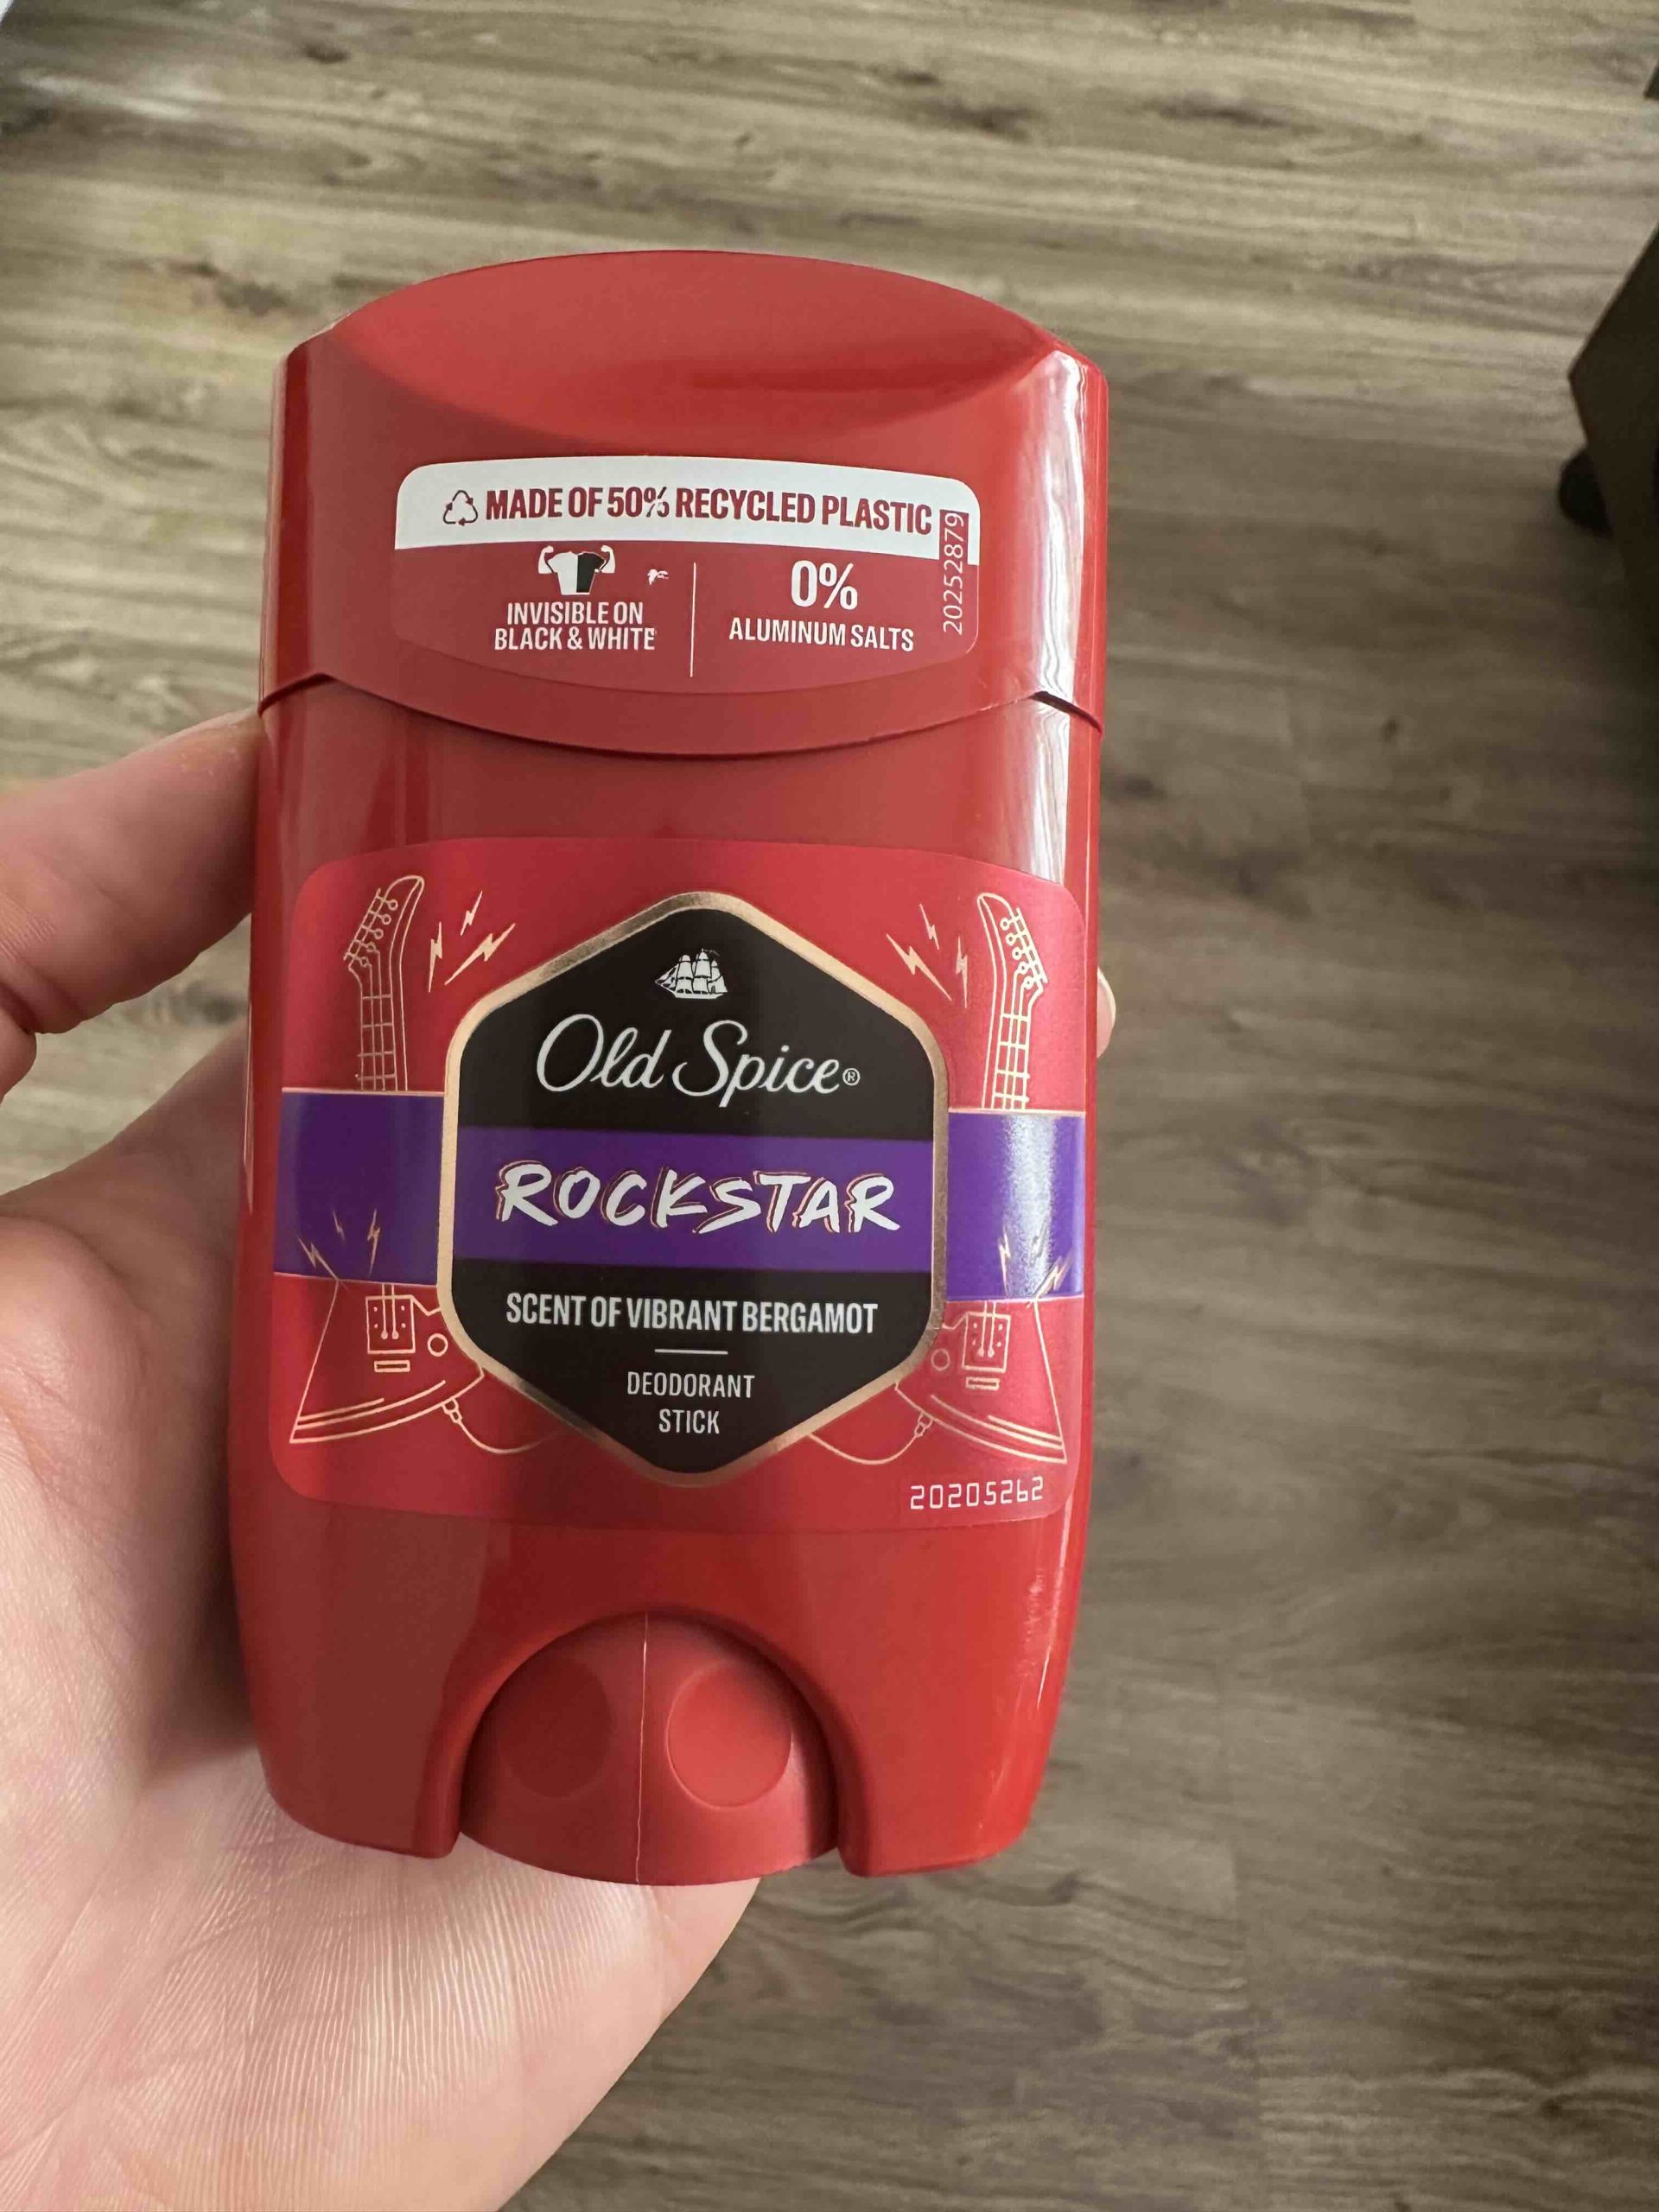 MADE OF 50% RECYCLED PLASTIC
20252879
INVISIBLE ON
BLACK & WHITE
0%
ALUMINUM SALTS
Old Spice®
ROCKSTAR
SCENT OF VIBRANT BERGAMOT
DEODORANT
STICK
20205262